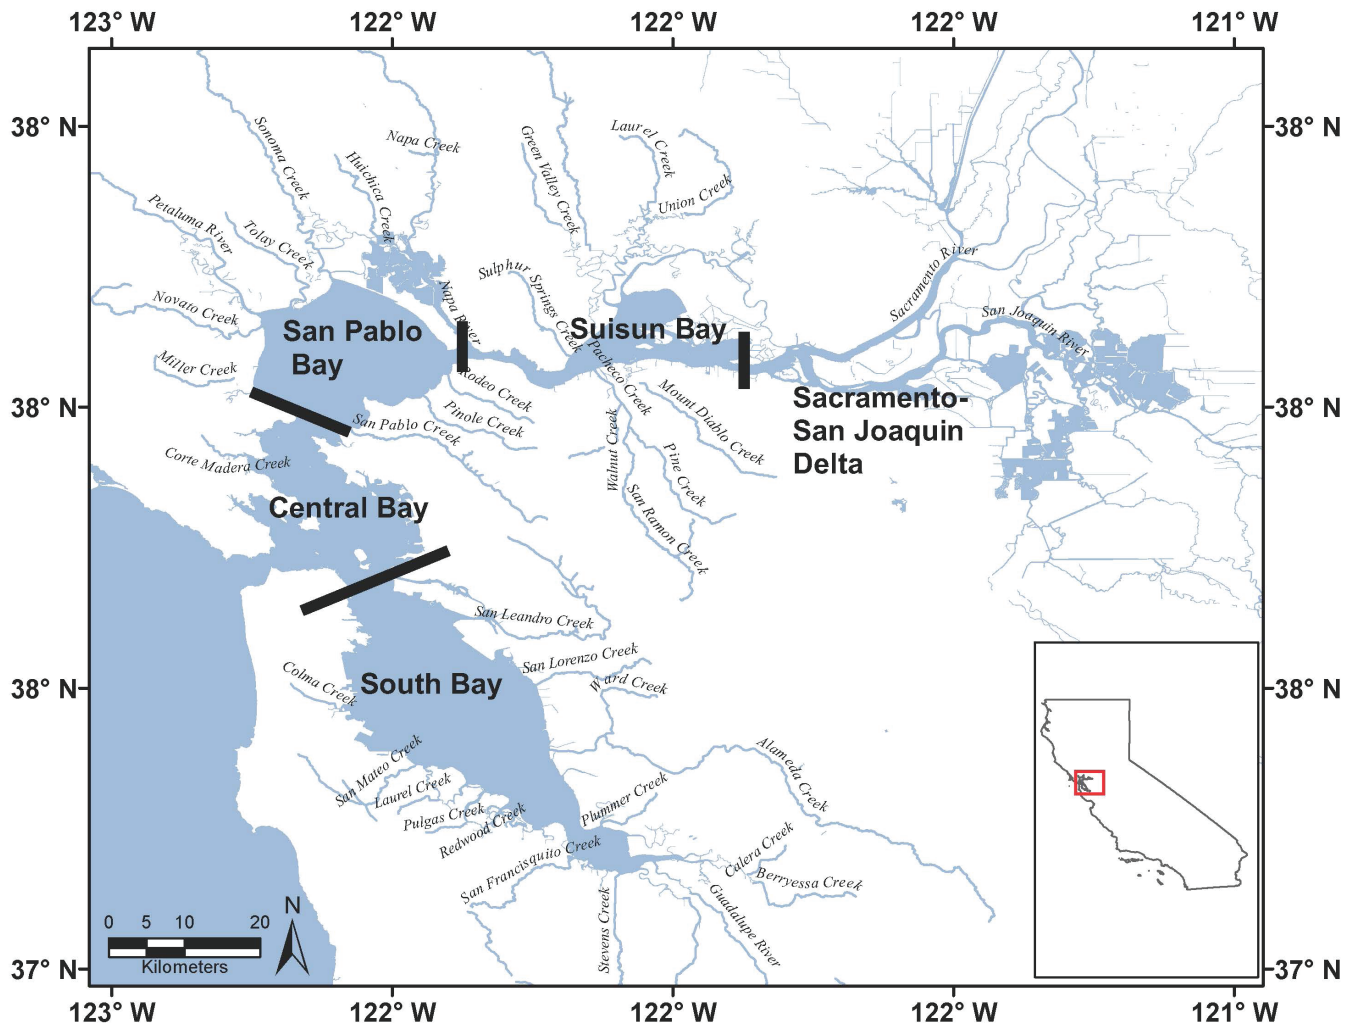 123° W
122° W
122° W
122° W
121° W
38° N
38° N
Sonoma Creek
Napa Creek
Huichica Creek
Green Valley Creek
Laurel Creek
Union Creek
Petaluma River
Tolay Creek
Sulphur Springs Creek
Napa River
Sacramento River
San Joaquin River
Novato Creek
San Pablo
Bay
Suisun Bay
Miller Creek
Rodeo Creek
Pacheco Creek
Mount Diablo Creek
38° N
38° N
Sacramento-
San Joaquin
Delta
Pinole Creek
San Pablo Creek
Walnut Creek
Pine Creek
Corte Madera Creek
San Ramon Creek
Central Bay
San Leandro Creek
San Lorenzo Creek
Ward Creek
38° N
38° N
Colma Creek
South Bay
San Mateo Creek
Alameda Creek
Laurel Creek
Pulgas Creek
Redwood Creek
Plummer Creek
San Francisquito Creek
Calera Creek
Berryessa Creek
Stevens Creek
Guadalupe River
0 5 10 20
Kilometers
N
37° N
37° N
123° W
122° W
122° W
122° W
121° W